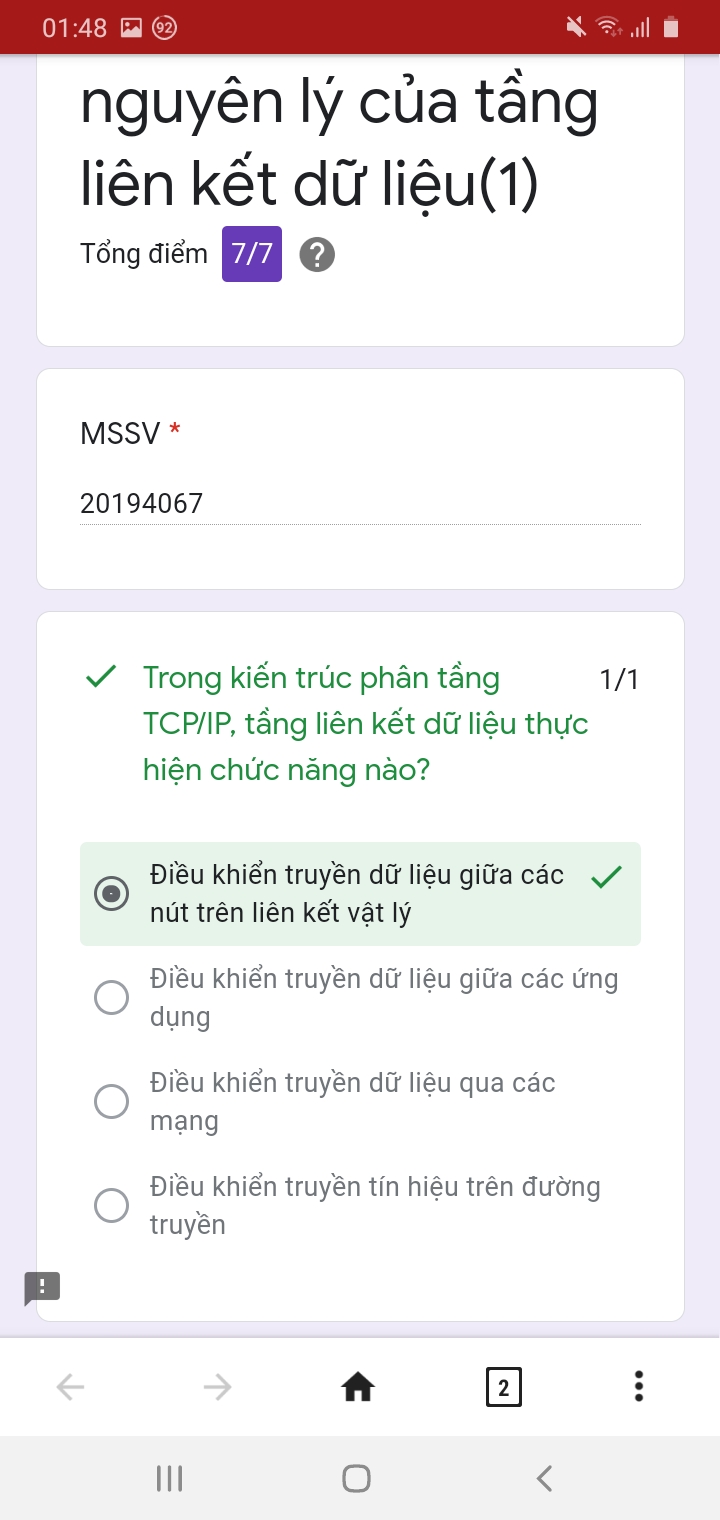 01:48 92
nguyên lý của tầng
liên kết dữ liệu(1)
Tổng điểm 7/7 ?
MSSV *
20194067
Trong kiến trúc phân tầng 1/1
TCP/IP, tầng liên kết dữ liệu thực
hiện chức năng nào?
Điều khiển truyền dữ liệu giữa các
nút trên liên kết vật lý
Điều khiển truyền dữ liệu giữa các ứng
dụng
Điều khiển truyền dữ liệu qua các
mạng
Điều khiển truyền tín hiệu trên đường
truyền
!
2